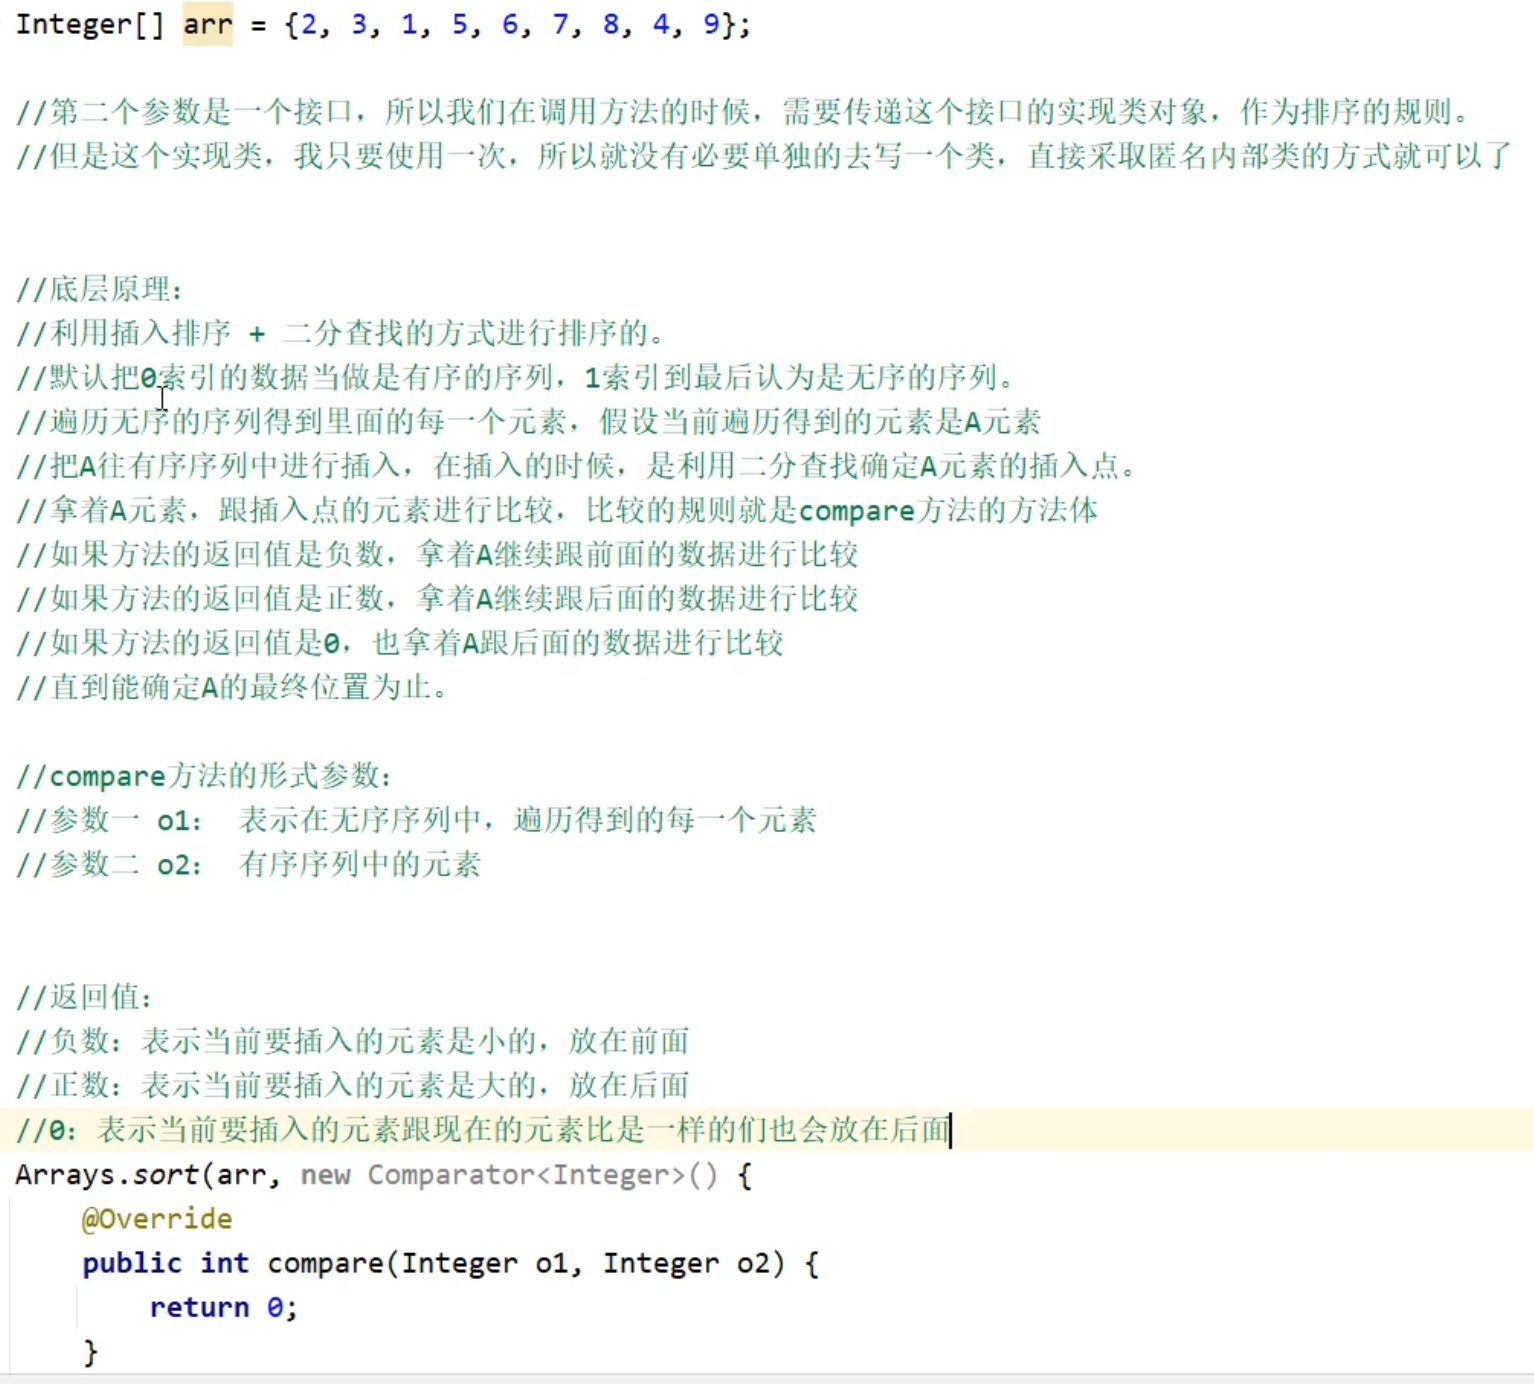 Integer[] arr = {2, 3, 1, 5, 6, 7, 8, 4, 9};
//第二个参数是一个接口，所以我们在调用方法的时候，需要传递这个接口的实现类对象，作为排序的规则。
//但是这个实现类，我只要使用一次，所以就没有必要单独的去写一个类，直接采取匿名内部类的方式就可以了
//底层原理：
//利用插入排序 + 二分查找的方式进行排序的。
//默认把0索引的数据当做是有序的序列，1索引到最后认为是无序的序列。
//遍历无序的序列得到里面的每一个元素，假设当前遍历得到的元素是A元素
//把A往有序序列中进行插入，在插入的时候，是利用二分查找确定A元素的插入点。
//拿着A元素，跟插入点的元素进行比较，比较的规则就是compare方法的方法体
//如果方法的返回值是负数，拿着A继续跟前面的数据进行比较
//如果方法的返回值是正数，拿着A继续跟后面的数据进行比较
//如果方法的返回值是0，也拿着A跟后面的数据进行比较
//直到能确定A的最终位置为止。
//compare方法的形式参数：
//参数一 o1： 表示在无序序列中，遍历得到的每一个元素
//参数二 o2： 有序序列中的元素
//返回值：
//负数：表示当前要插入的元素是小的，放在前面
//正数：表示当前要插入的元素是大的，放在后面
//0：表示当前要插入的元素跟现在的元素比是一样的们也会放在后面
Arrays.sort(arr, new Comparator<Integer>() {
@Override
public int compare(Integer o1, Integer o2) {
return 0;
}